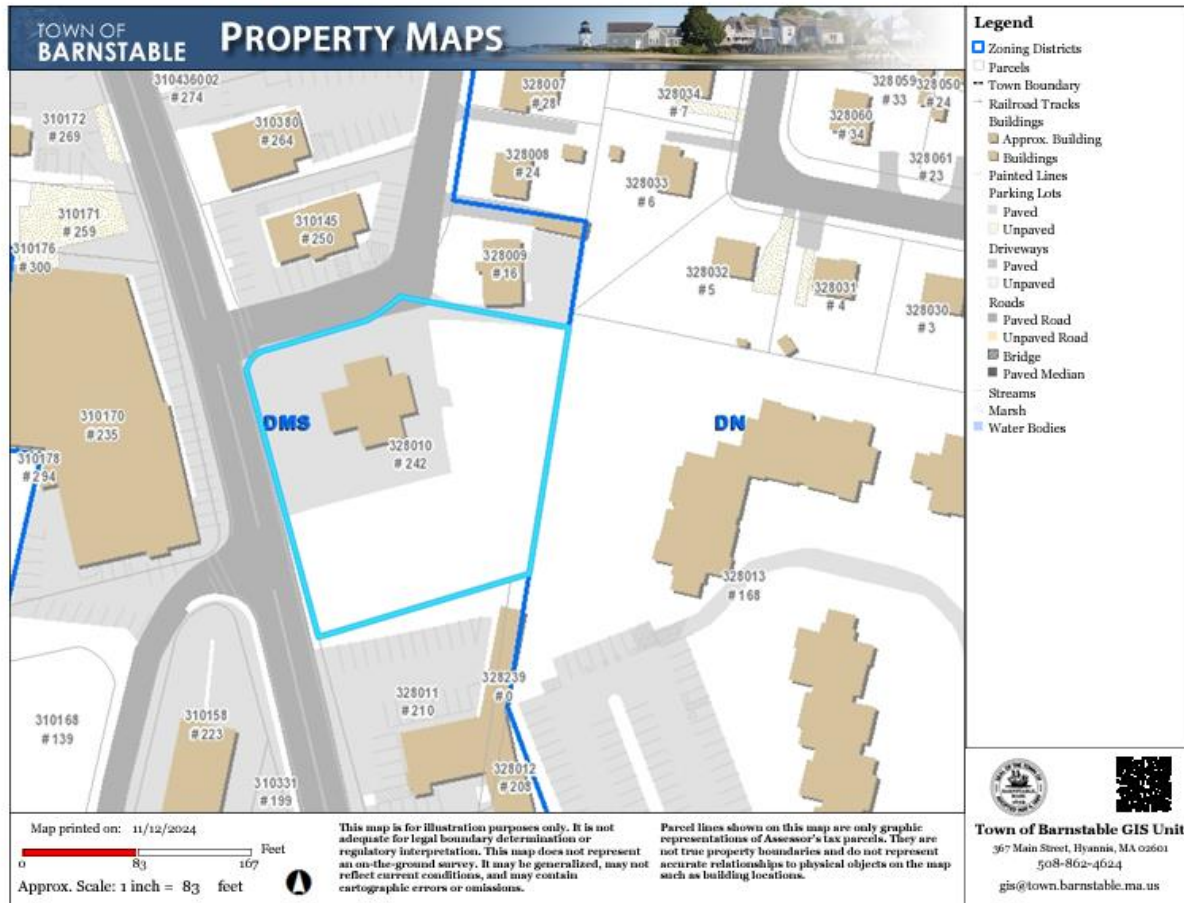 TOWN OF
BARNSTABLE
PROPERTY MAPS
310436002
# 274
310172
# 269
310380
# 264
328007
# 28
328034
# 7
328059
# 33
328050
# 24
328060
# 34
328008
# 24
328061
# 23
328033
# 6
310171
# 259
310145
# 250
310176
# 300
328009
# 16
328032
# 5
328031
# 4
328030
# 3
310170
# 235
DMS
DN
328010
# 242
310178
# 294
328013
# 168
328239
# 0
328011
# 210
310168
# 139
310158
# 223
328012
# 208
310331
# 199
Legend
Zoning Districts
Parcels
Town Boundary
Railroad Tracks
Buildings
Approx. Building
Buildings
Painted Lines
Parking Lots
Paved
Unpaved
Driveways
Paved
Unpaved
Roads
Paved Road
Unpaved Road
Bridge
Paved Median
Streams
Marsh
Water Bodies
Map printed on: 11/12/2024
Feet
0 83 167
Approx. Scale: 1 inch = 83 feet
This map is for illustration purposes only. It is not
adequate for legal boundary determination or
regulatory interpretation. This map does not represent
an on-the-ground survey. It may be generalized, may not
reflect current conditions, and may contain
cartographic errors or omissions.
Parcel lines shown on this map are only graphic
representations of Assessor's tax parcels. They are
not true property boundaries and do not represent
accurate relationships to physical objects on the map
such as building locations.
Town of Barnstable GIS Unit
367 Main Street, Hyannis, MA 02601
508-862-4624
gis@town.barnstable.ma.us